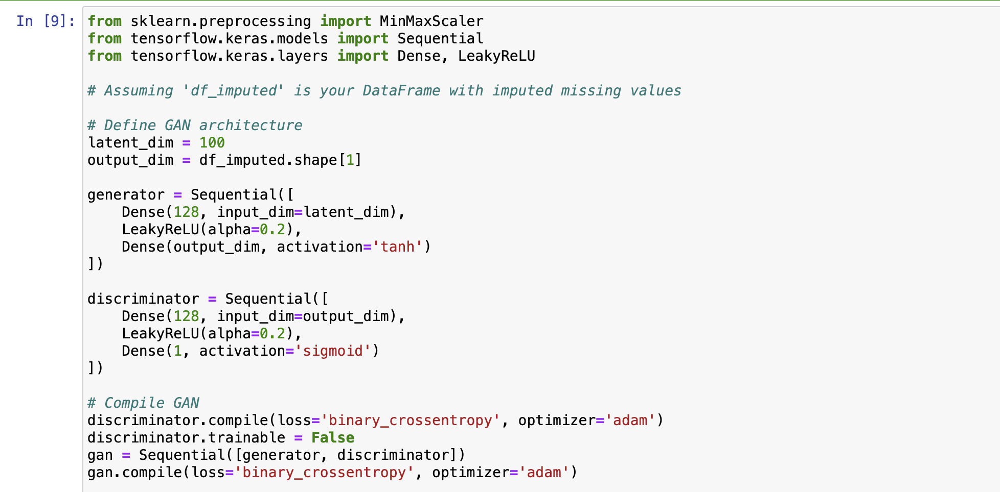 In [9]:
from sklearn.preprocessing import MinMaxScaler
from tensorflow.keras.models import Sequential
from tensorflow.keras.layers import Dense, LeakyReLU

# Assuming 'df_imputed' is your DataFrame with imputed missing values

# Define GAN architecture
latent_dim = 100
output_dim = df_imputed.shape[1]

generator = Sequential([
    Dense(128, input_dim=latent_dim),
    LeakyReLU(alpha=0.2),
    Dense(output_dim, activation='tanh')
])

discriminator = Sequential([
    Dense(128, input_dim=output_dim),
    LeakyReLU(alpha=0.2),
    Dense(1, activation='sigmoid')
])

# Compile GAN
discriminator.compile(loss='binary_crossentropy', optimizer='adam')
discriminator.trainable = False
gan = Sequential([generator, discriminator])
gan.compile(loss='binary_crossentropy', optimizer='adam')